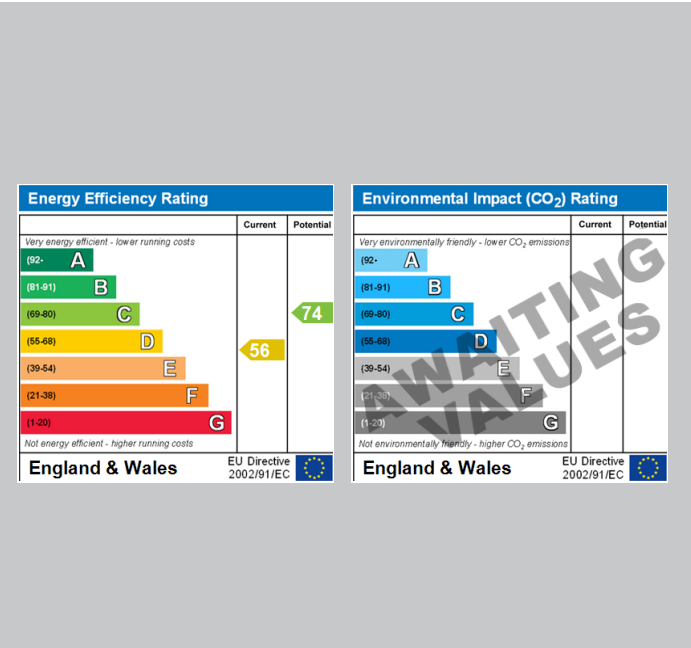 Energy Efficiency Rating
Current Potential
Very energy efficient - lower running costs
(92- A
(81-91) B
(69-80) C
74
(55-68) D
56
(39-54) E
(21-38) F
(1-20) G
Not energy efficient - higher running costs
England & Wales
EU Directive
2002/91/EC
Environmental Impact (CO2) Rating
Current Potential
Very environmentally friendly - lower CO2 emissions
(92- A
(81-91) B
(69-80) C
(55-68) D
(39-54) E
(21-38) F
(1-20) G
AWAITING
VALUES
Not environmentally friendly - higher CO2 emissions
England & Wales
EU Directive
2002/91/EC